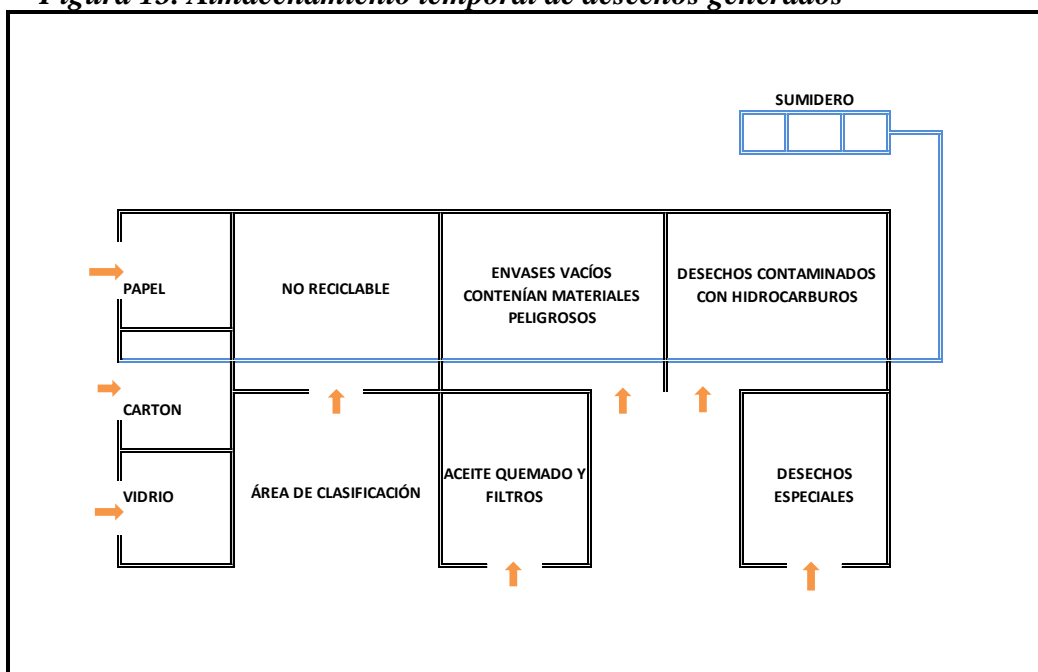 Figura 13. Almacenamiento temporal de desechos generados
SUMIDERO
PAPEL
NO RECICLABLE
ENVASES VACÍOS
CONTENÍAN MATERIALES
PELIGROSOS
DESECHOS CONTAMINADOS
CON HIDROCARBUROS
CARTON
VIDRIO
ÁREA DE CLASIFICACIÓN
ACEITE QUEMADO Y
FILTROS
DESECHOS
ESPECIALES